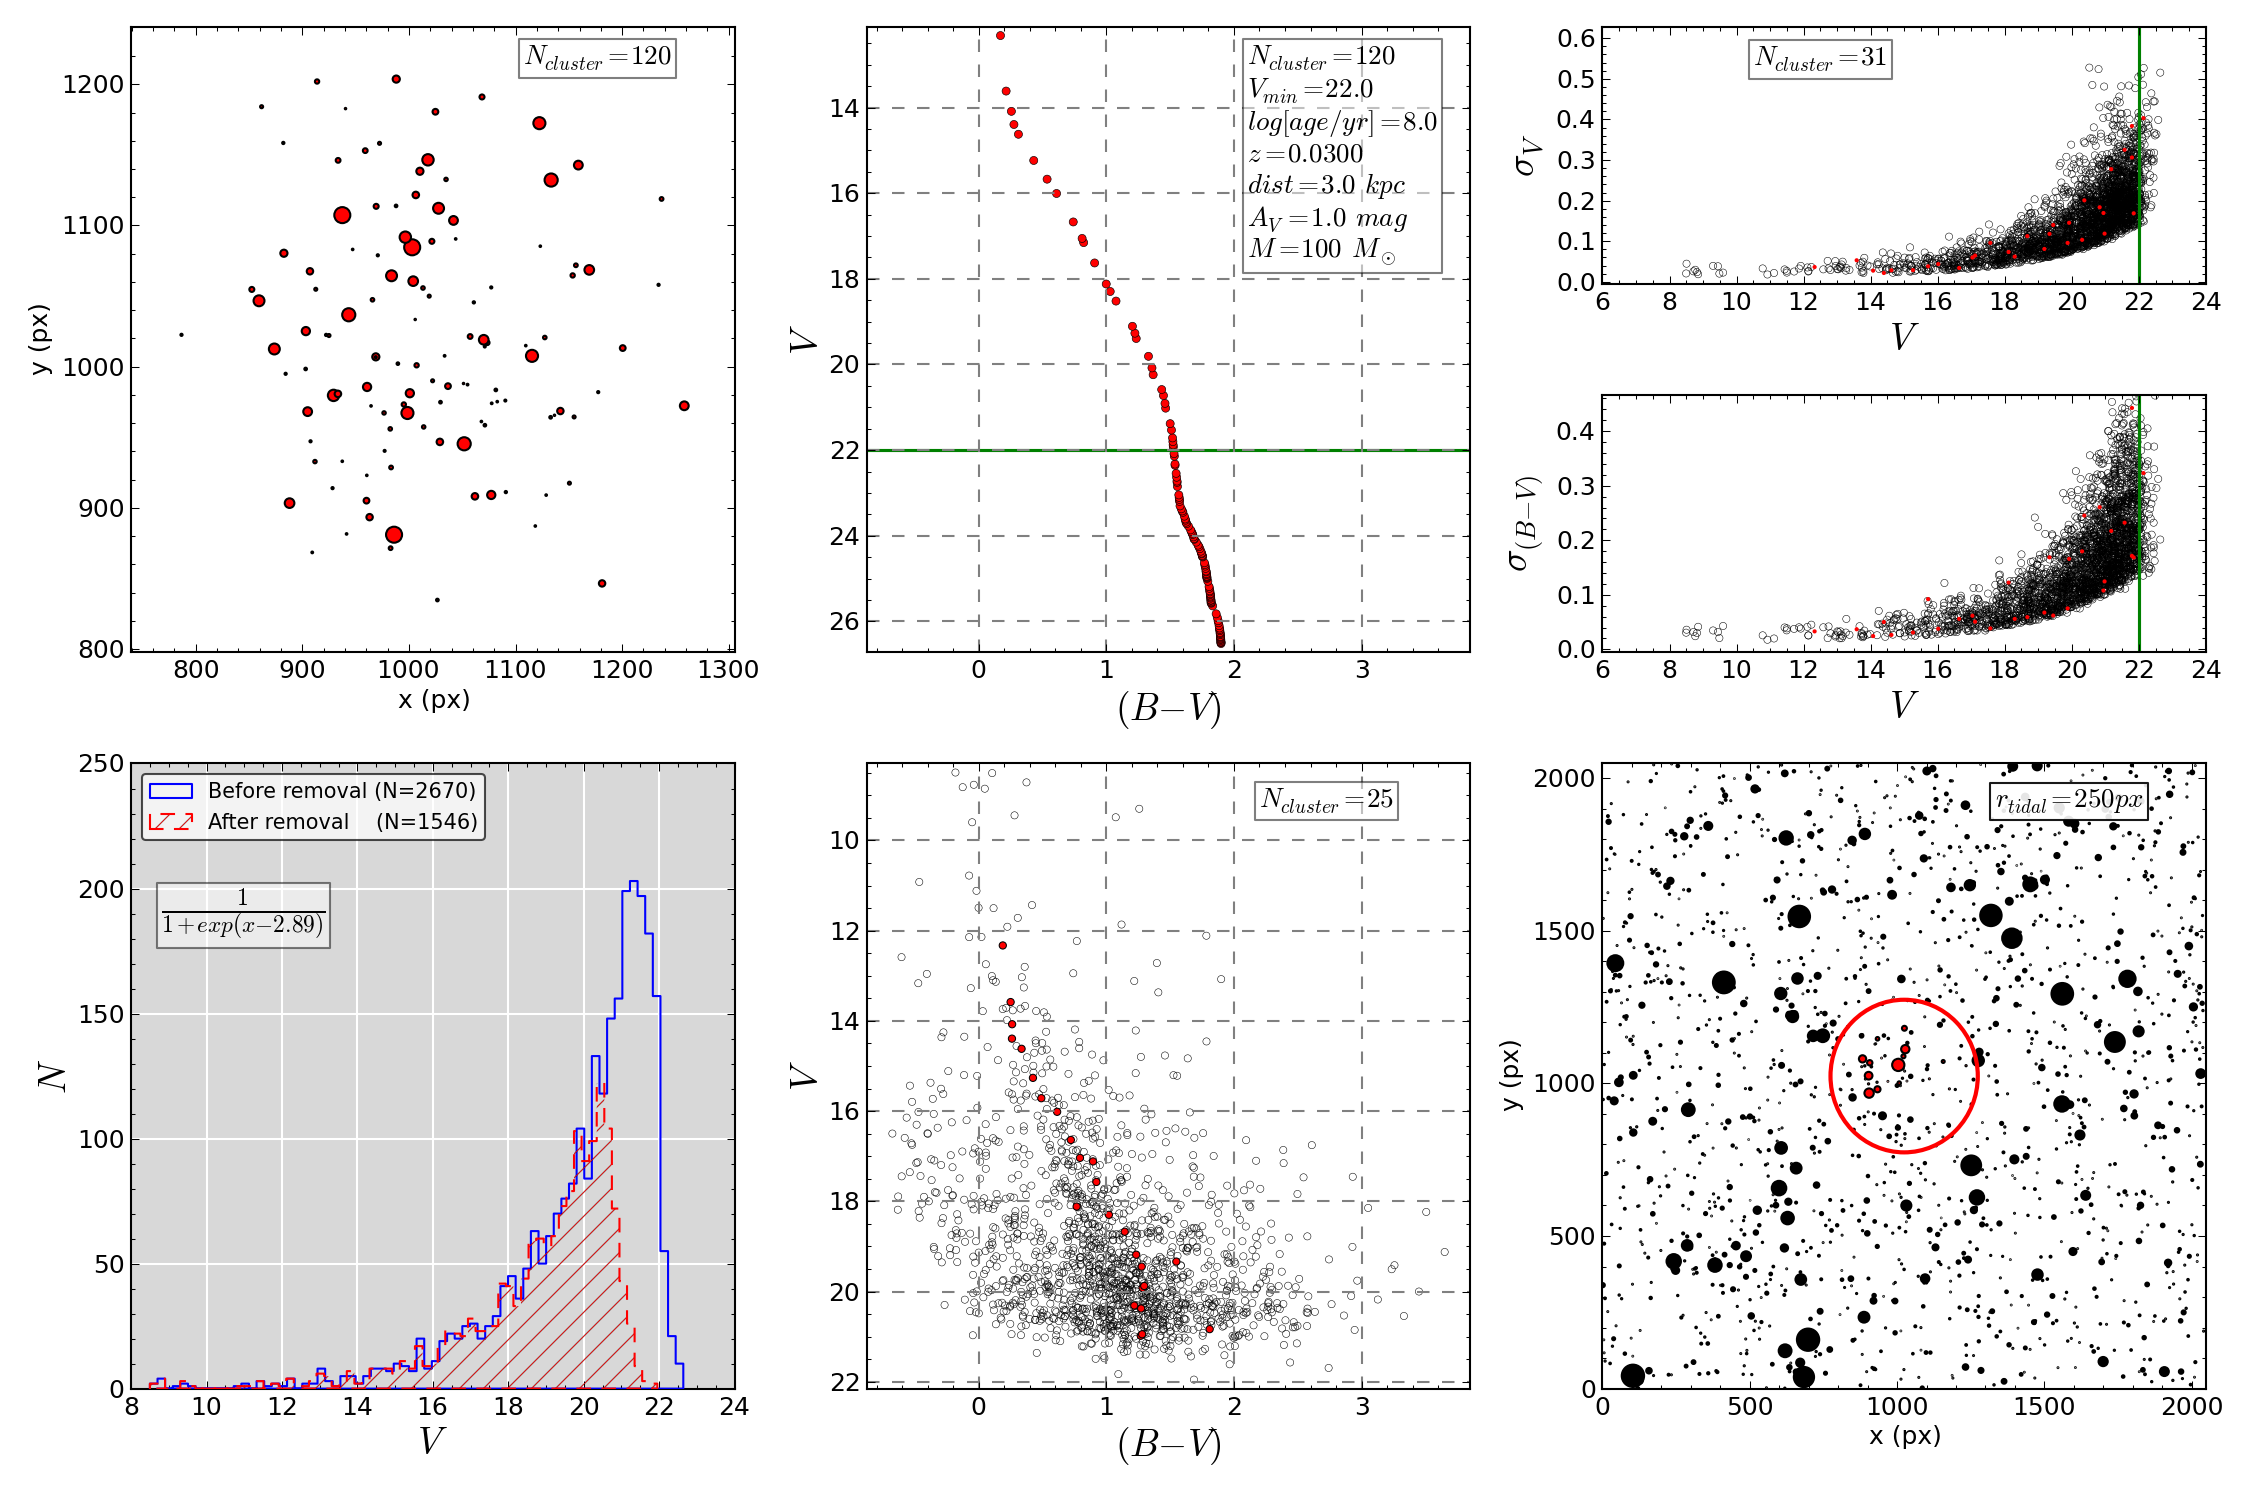 N_cluster=120
1200
1100
1000
900
800
y (px)
800 900 1000 1100 1200 1300
x (px)
N_cluster=120
V_min=22.0
log[age/yr]=8.0
z=0.0300
dist=3.0 kpc
A_V=1.0 mag
M=100 M_⊙
14
16
18
20
22
24
26
V
0 1 2 3
(B−V)
N_cluster=31
0.6
0.5
0.4
0.3
0.2
0.1
0.0
σ_V
6 8 10 12 14 16 18 20 22 24
V
0.4
0.3
0.2
0.1
0.0
σ_(B−V)
6 8 10 12 14 16 18 20 22 24
V
Before removal (N=2670)
After removal (N=1546)
1
1+exp(x−2.89)
250
200
150
100
50
0
N
8 10 12 14 16 18 20 22 24
V
N_cluster=25
10
12
14
16
18
20
22
V
0 1 2 3
(B−V)
r_tidal=250px
2000
1500
1000
500
0
y (px)
0 500 1000 1500 2000
x (px)